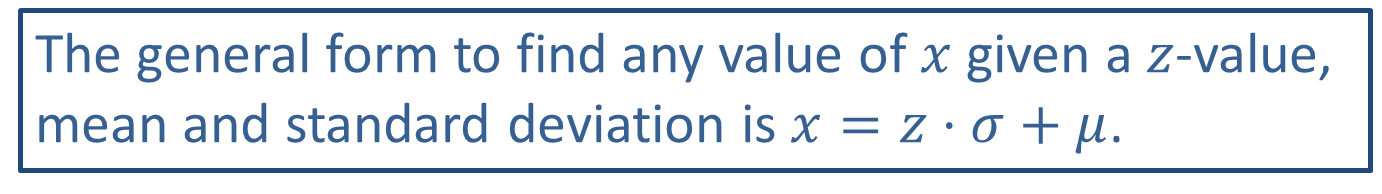 The general form to find any value of 𝑥 given a 𝑧-value,
mean and standard deviation is 𝑥 = 𝑧 · 𝜎 + 𝜇.